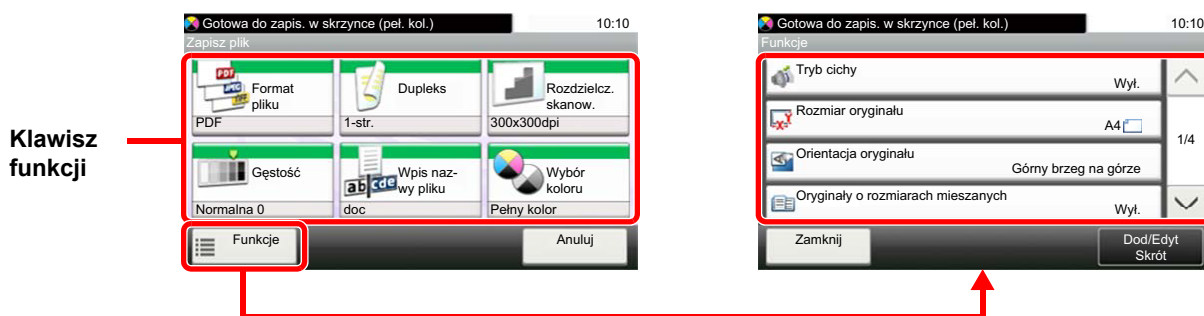 Klawisz
funkcji
Gotowa do zapis. w skrzynce (peł. kol.) 10:10
Zapisz plik
Format
pliku
PDF
Dupleks
1-str.
Rozdzielcz.
skanow.
300x300dpi
Gęstość
Normalna 0
Wpis naz-
wy pliku
doc
Wybór
koloru
Pełny kolor
Funkcje
Anuluj
Gotowa do zapis. w skrzynce (peł. kol.) 10:10
Funkcje
Tryb cichy
Wył.
Rozmiar oryginału
A4
Orientacja oryginału
Górny brzeg na górze
Oryginały o rozmiarach mieszanych
Wył.
1/4
Zamknij
Dod/Edyt
Skrót